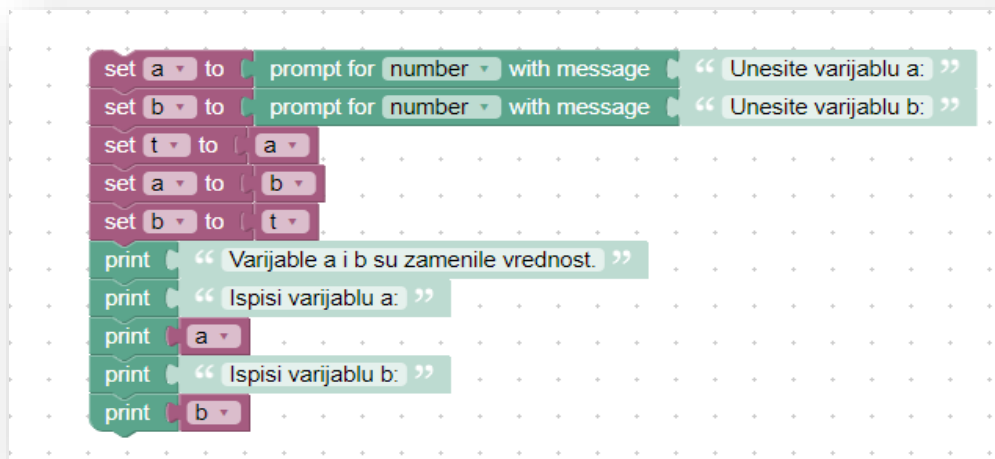 set a to prompt for number with message “ Unesite varijablu a: ”
set b to prompt for number with message “ Unesite varijablu b: ”
set t to a
set a to b
set b to t
print “ Varijable a i b su zamenile vrednost. ”
print “ Ispisi varijablu a: ”
print a
print “ Ispisi varijablu b: ”
print b